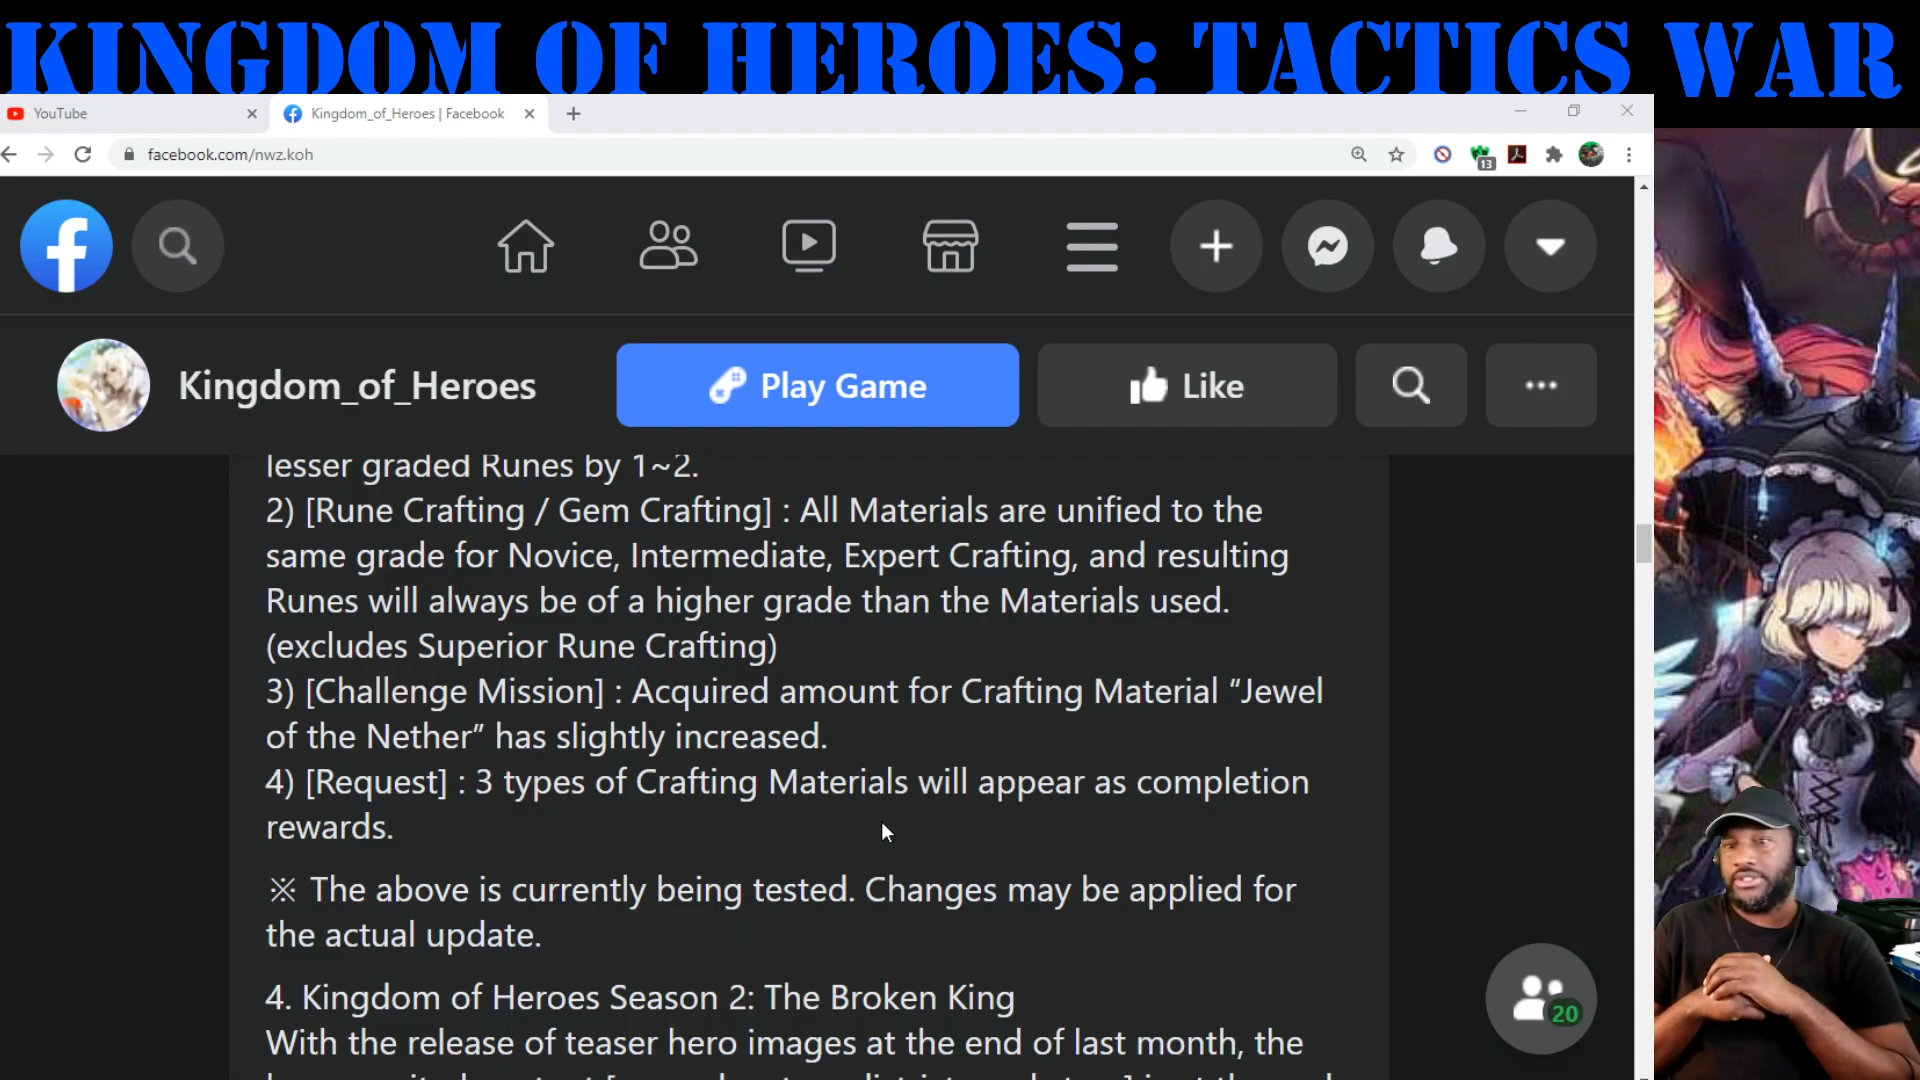 KINGDOM OF HEROES: TACTICS WAR
YouTube
Kingdom_of_Heroes | Facebook
facebook.com/nwz.koh
13
Kingdom_of_Heroes
Play Game
Like
lesser graded Runes by 1~2.
2) [Rune Crafting / Gem Crafting] : All Materials are unified to the
same grade for Novice, Intermediate, Expert Crafting, and resulting
Runes will always be of a higher grade than the Materials used.
(excludes Superior Rune Crafting)
3) [Challenge Mission] : Acquired amount for Crafting Material “Jewel
of the Nether” has slightly increased.
4) [Request] : 3 types of Crafting Materials will appear as completion
rewards.
※ The above is currently being tested. Changes may be applied for
the actual update.
4. Kingdom of Heroes Season 2: The Broken King
With the release of teaser hero images at the end of last month, the
20